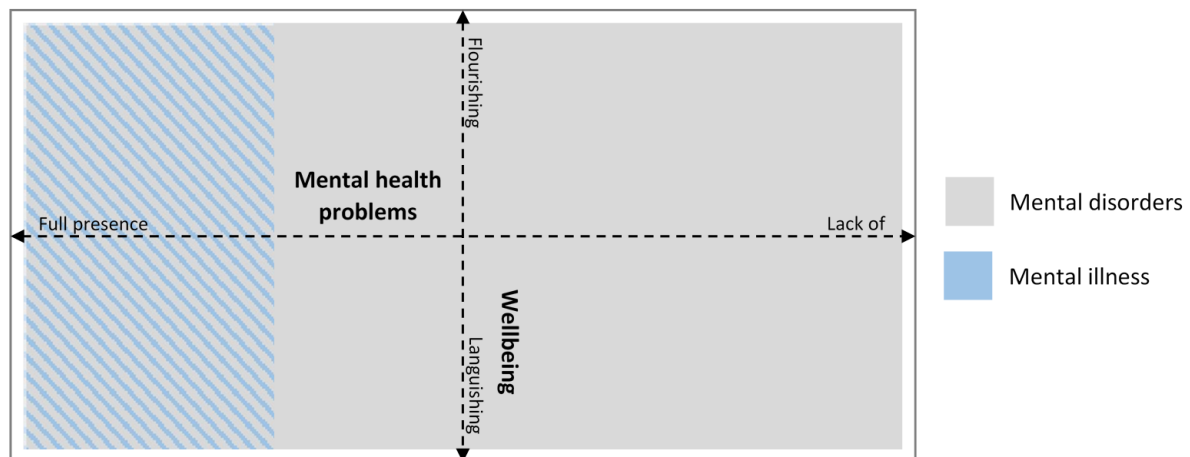 Flourishing
Mental health
problems
Full presence
Lack of
Wellbeing
Languishing
Mental disorders
Mental illness